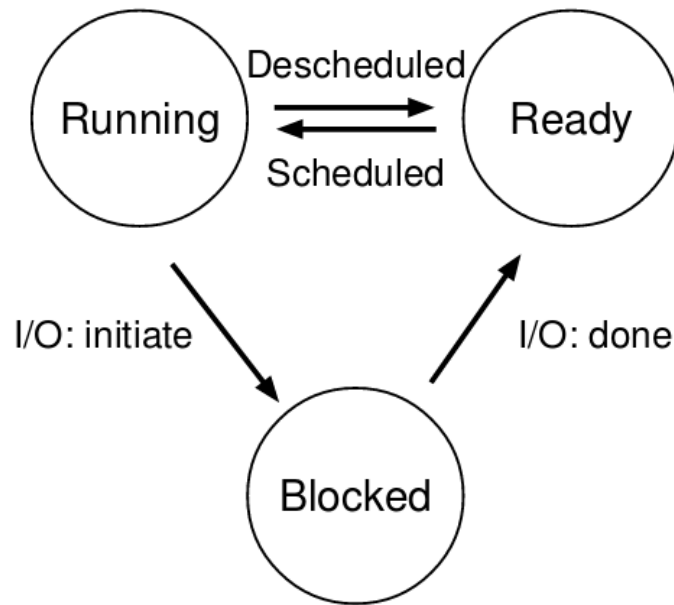 Descheduled
Running
Ready
Scheduled
I/O: initiate
I/O: done
Blocked